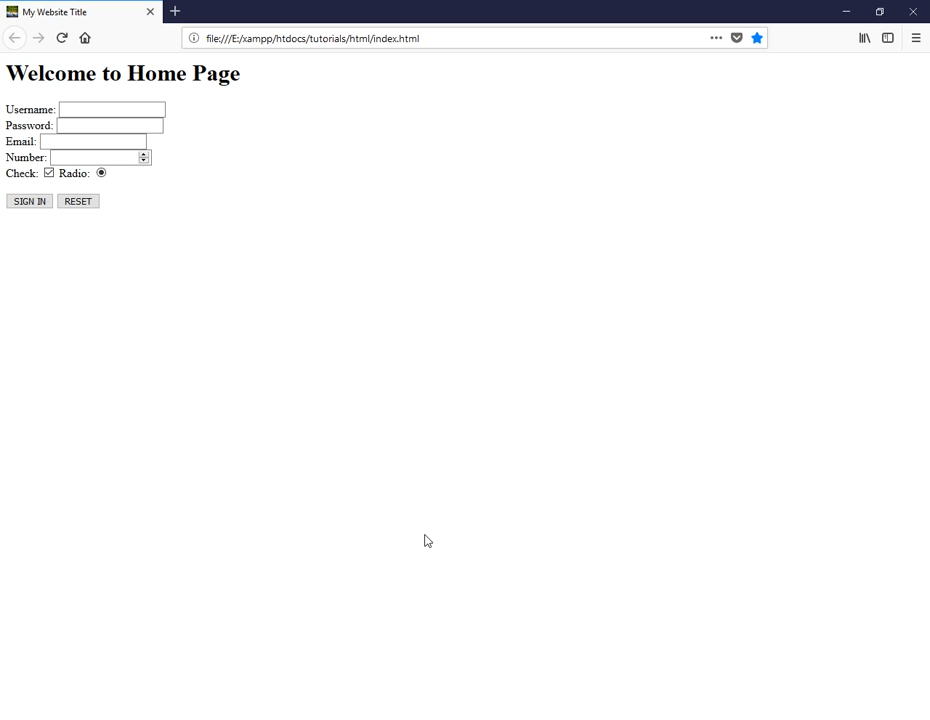 My Website Title
file:///E:/xampp/htdocs/tutorials/html/index.html
Welcome to Home Page
Username:
Password:
Email:
Number:
Check: Radio:
SIGN IN RESET